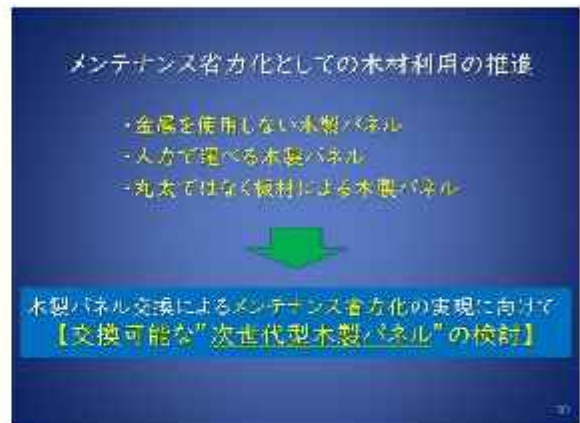 メンテナンス省力化としての木材利用の推進
・金属を使用しない木製パネル
・人力で運べる木製パネル
・丸太ではなく板材による木製パネル
木製パネル交換によるメンテナンス省力化の実現に向けて
【交換可能な”次世代型木製パネル”の検討】